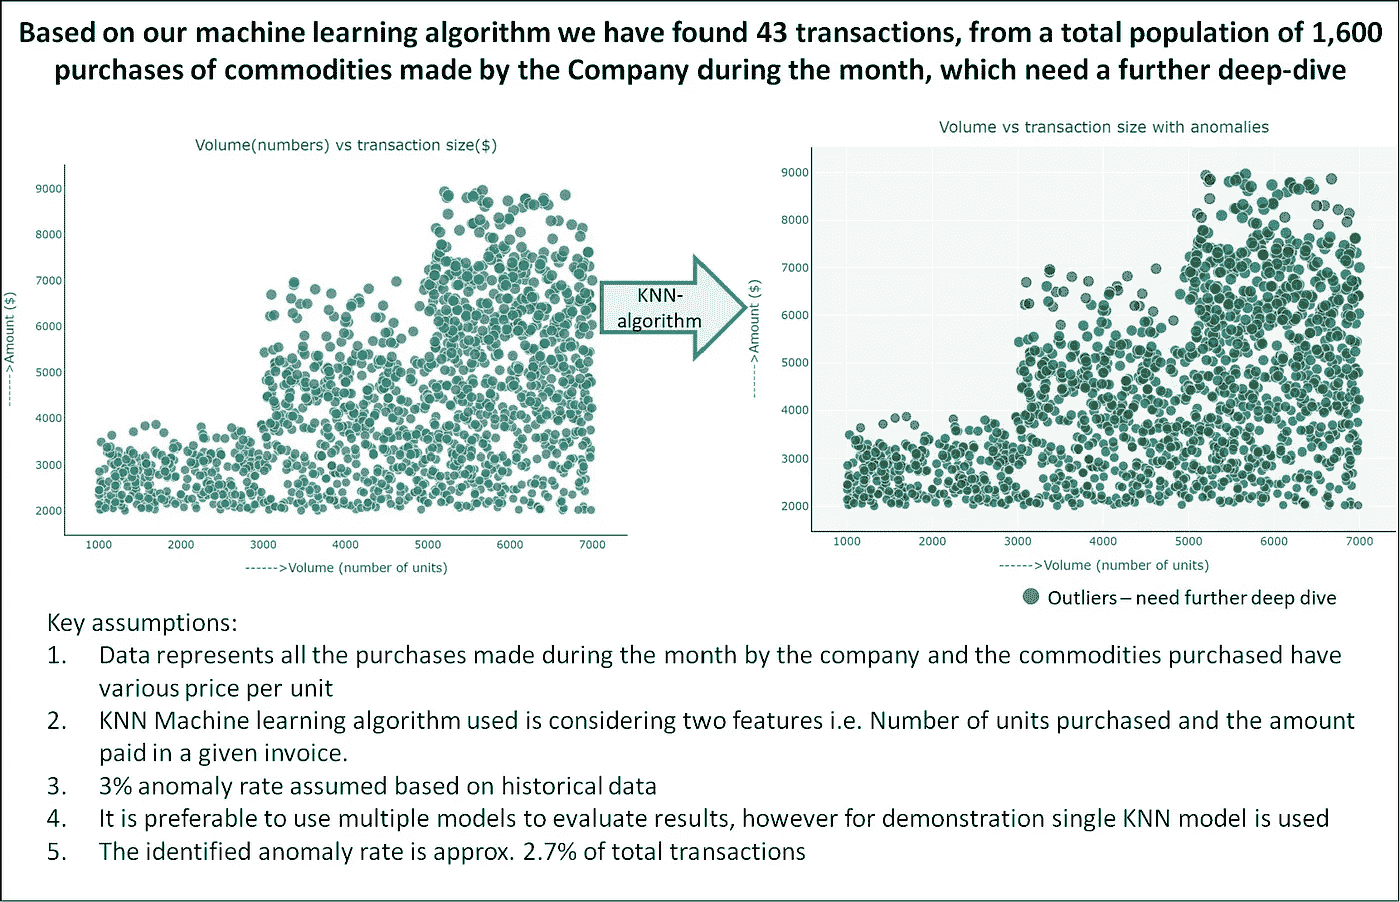 Based on our machine learning algorithm we have found 43 transactions, from a total population of 1,600
purchases of commodities made by the Company during the month, which need a further deep-dive
Volume(numbers) vs transaction size($)
------>Amount ($)
9000
8000
7000
6000
5000
4000
3000
2000
1000
2000
3000
4000
5000
6000
7000
------>Volume (number of units)
KNN-
algorithm
Volume vs transaction size with anomalies
------>Amount ($)
9000
8000
7000
6000
5000
4000
3000
2000
1000
2000
3000
4000
5000
6000
7000
------>Volume (number of units)
Outliers – need further deep dive
Key assumptions:
1. Data represents all the purchases made during the month by the company and the commodities purchased have
various price per unit
2. KNN Machine learning algorithm used is considering two features i.e. Number of units purchased and the amount
paid in a given invoice.
3. 3% anomaly rate assumed based on historical data
4. It is preferable to use multiple models to evaluate results, however for demonstration single KNN model is used
5. The identified anomaly rate is approx. 2.7% of total transactions